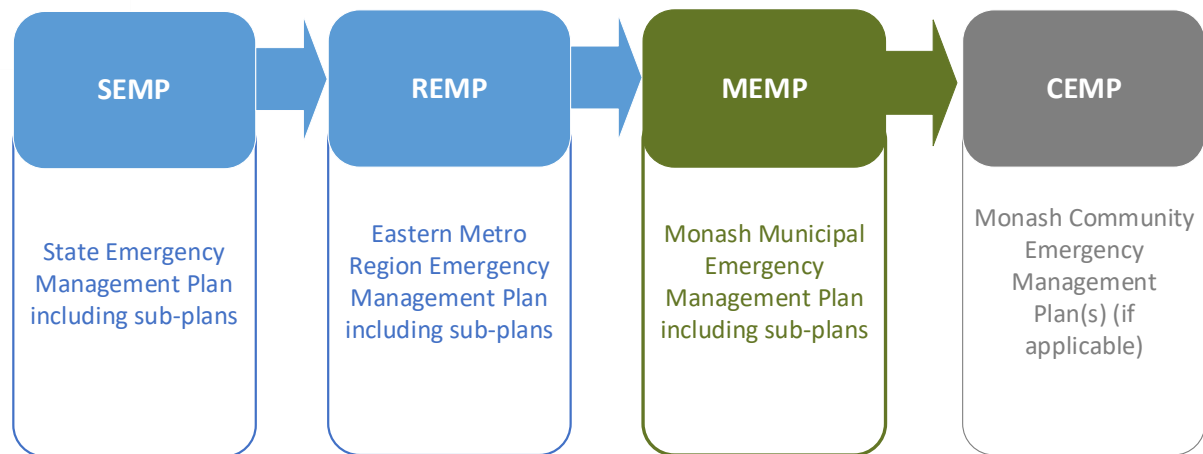 SEMP
State Emergency
Management Plan
including sub-plans
REMP
Eastern Metro
Region Emergency
Management Plan
including sub-plans
MEMP
Monash Municipal
Emergency
Management Plan
including sub-plans
CEMP
Monash Community
Emergency
Management
Plan(s) (if
applicable)